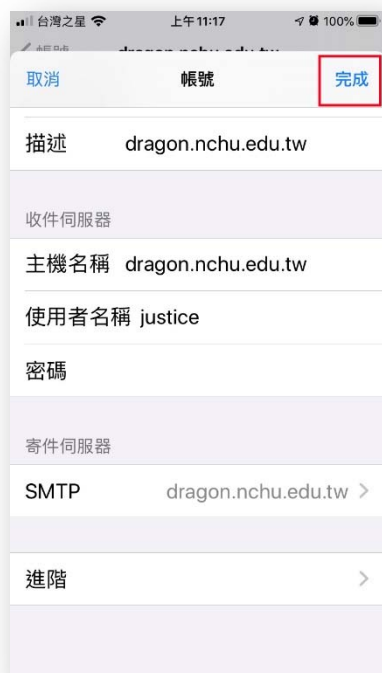 台灣之星 上午11:17 100%
取消 帳號 完成
描述 dragon.nchu.edu.tw
收件伺服器
主機名稱 dragon.nchu.edu.tw
使用者名稱 justice
密碼
寄件伺服器
SMTP dragon.nchu.edu.tw
進階